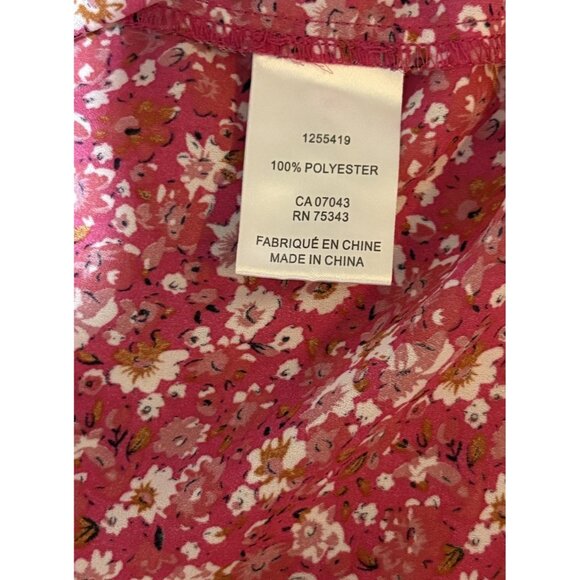 1255419
100% POLYESTER
CA 07043
RN 75343
FABRIQUÉ EN CHINE
MADE IN CHINA